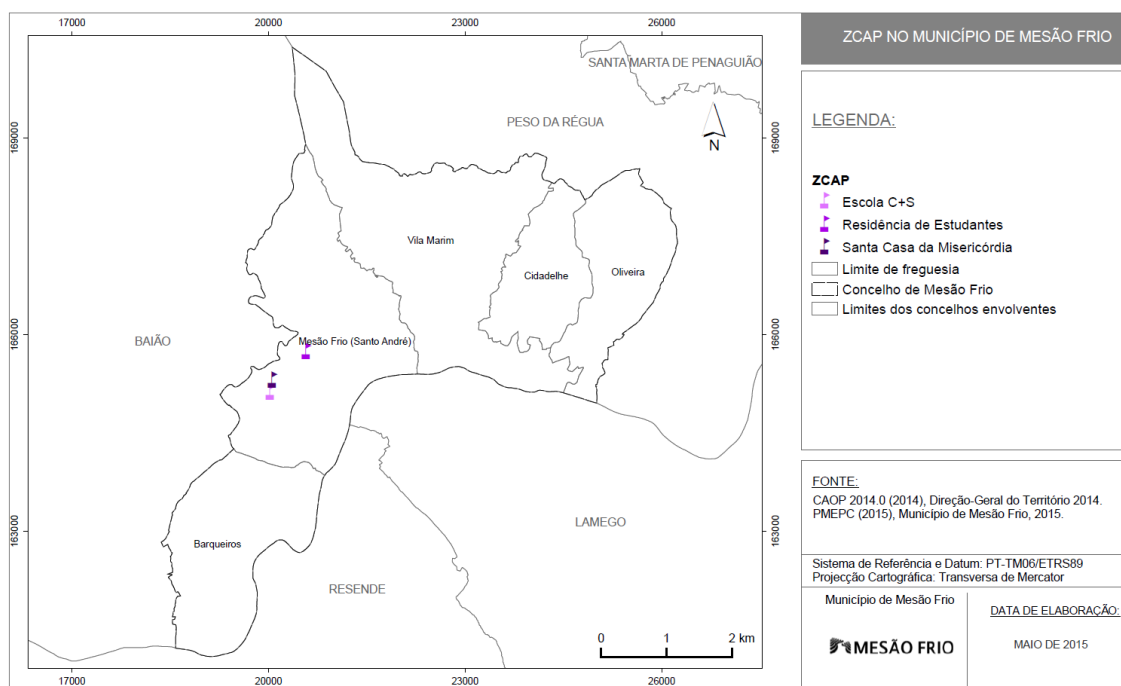 17000 20000 23000 26000
ZCAP NO MUNICÍPIO DE MESÃO FRIO
SANTA MARTA DE PENAGUIÃO
PESO DA RÉGUA
169000 169000
N
LEGENDA:
ZCAP
Escola C+S
Residência de Estudantes
Santa Casa da Misericórdia
Limite de freguesia
Concelho de Mesão Frio
Limites dos concelhos envolventes
Vila Marim
Cidadelhe
Oliveira
166000 166000
BAIÃO
Mesão Frio (Santo André)
FONTE:
CAOP 2014.0 (2014), Direção-Geral do Território 2014.
PMEPC (2015), Município de Mesão Frio, 2015.
LAMEGO
163000 163000
Barqueiros
RESENDE
Sistema de Referência e Datum: PT-TM06/ETRS89
Projecção Cartográfica: Transversa de Mercator
Município de Mesão Frio
MESÃO FRIO
DATA DE ELABORAÇÃO:
MAIO DE 2015
0 1 2 km
17000 20000 23000 26000